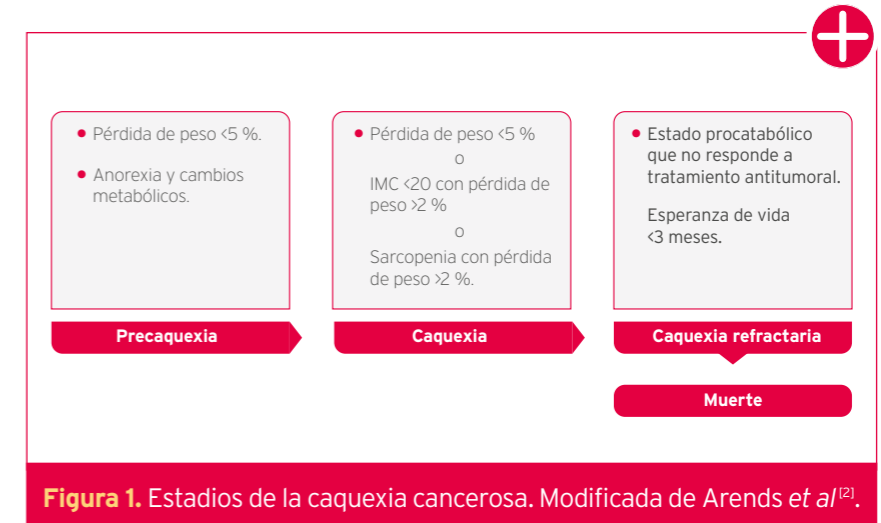 • Pérdida de peso <5 %.
• Anorexia y cambios
metabólicos.
Precaquexia
• Pérdida de peso <5 %
o
IMC <20 con pérdida de
peso >2 %
o
Sarcopenia con pérdida
de peso >2 %.
Caquexia
• Estado procatabólico
que no responde a
tratamiento antitumoral.
Esperanza de vida
<3 meses.
Caquexia refractaria
Muerte
Figura 1. Estadios de la caquexia cancerosa. Modificada de Arends et al[2].